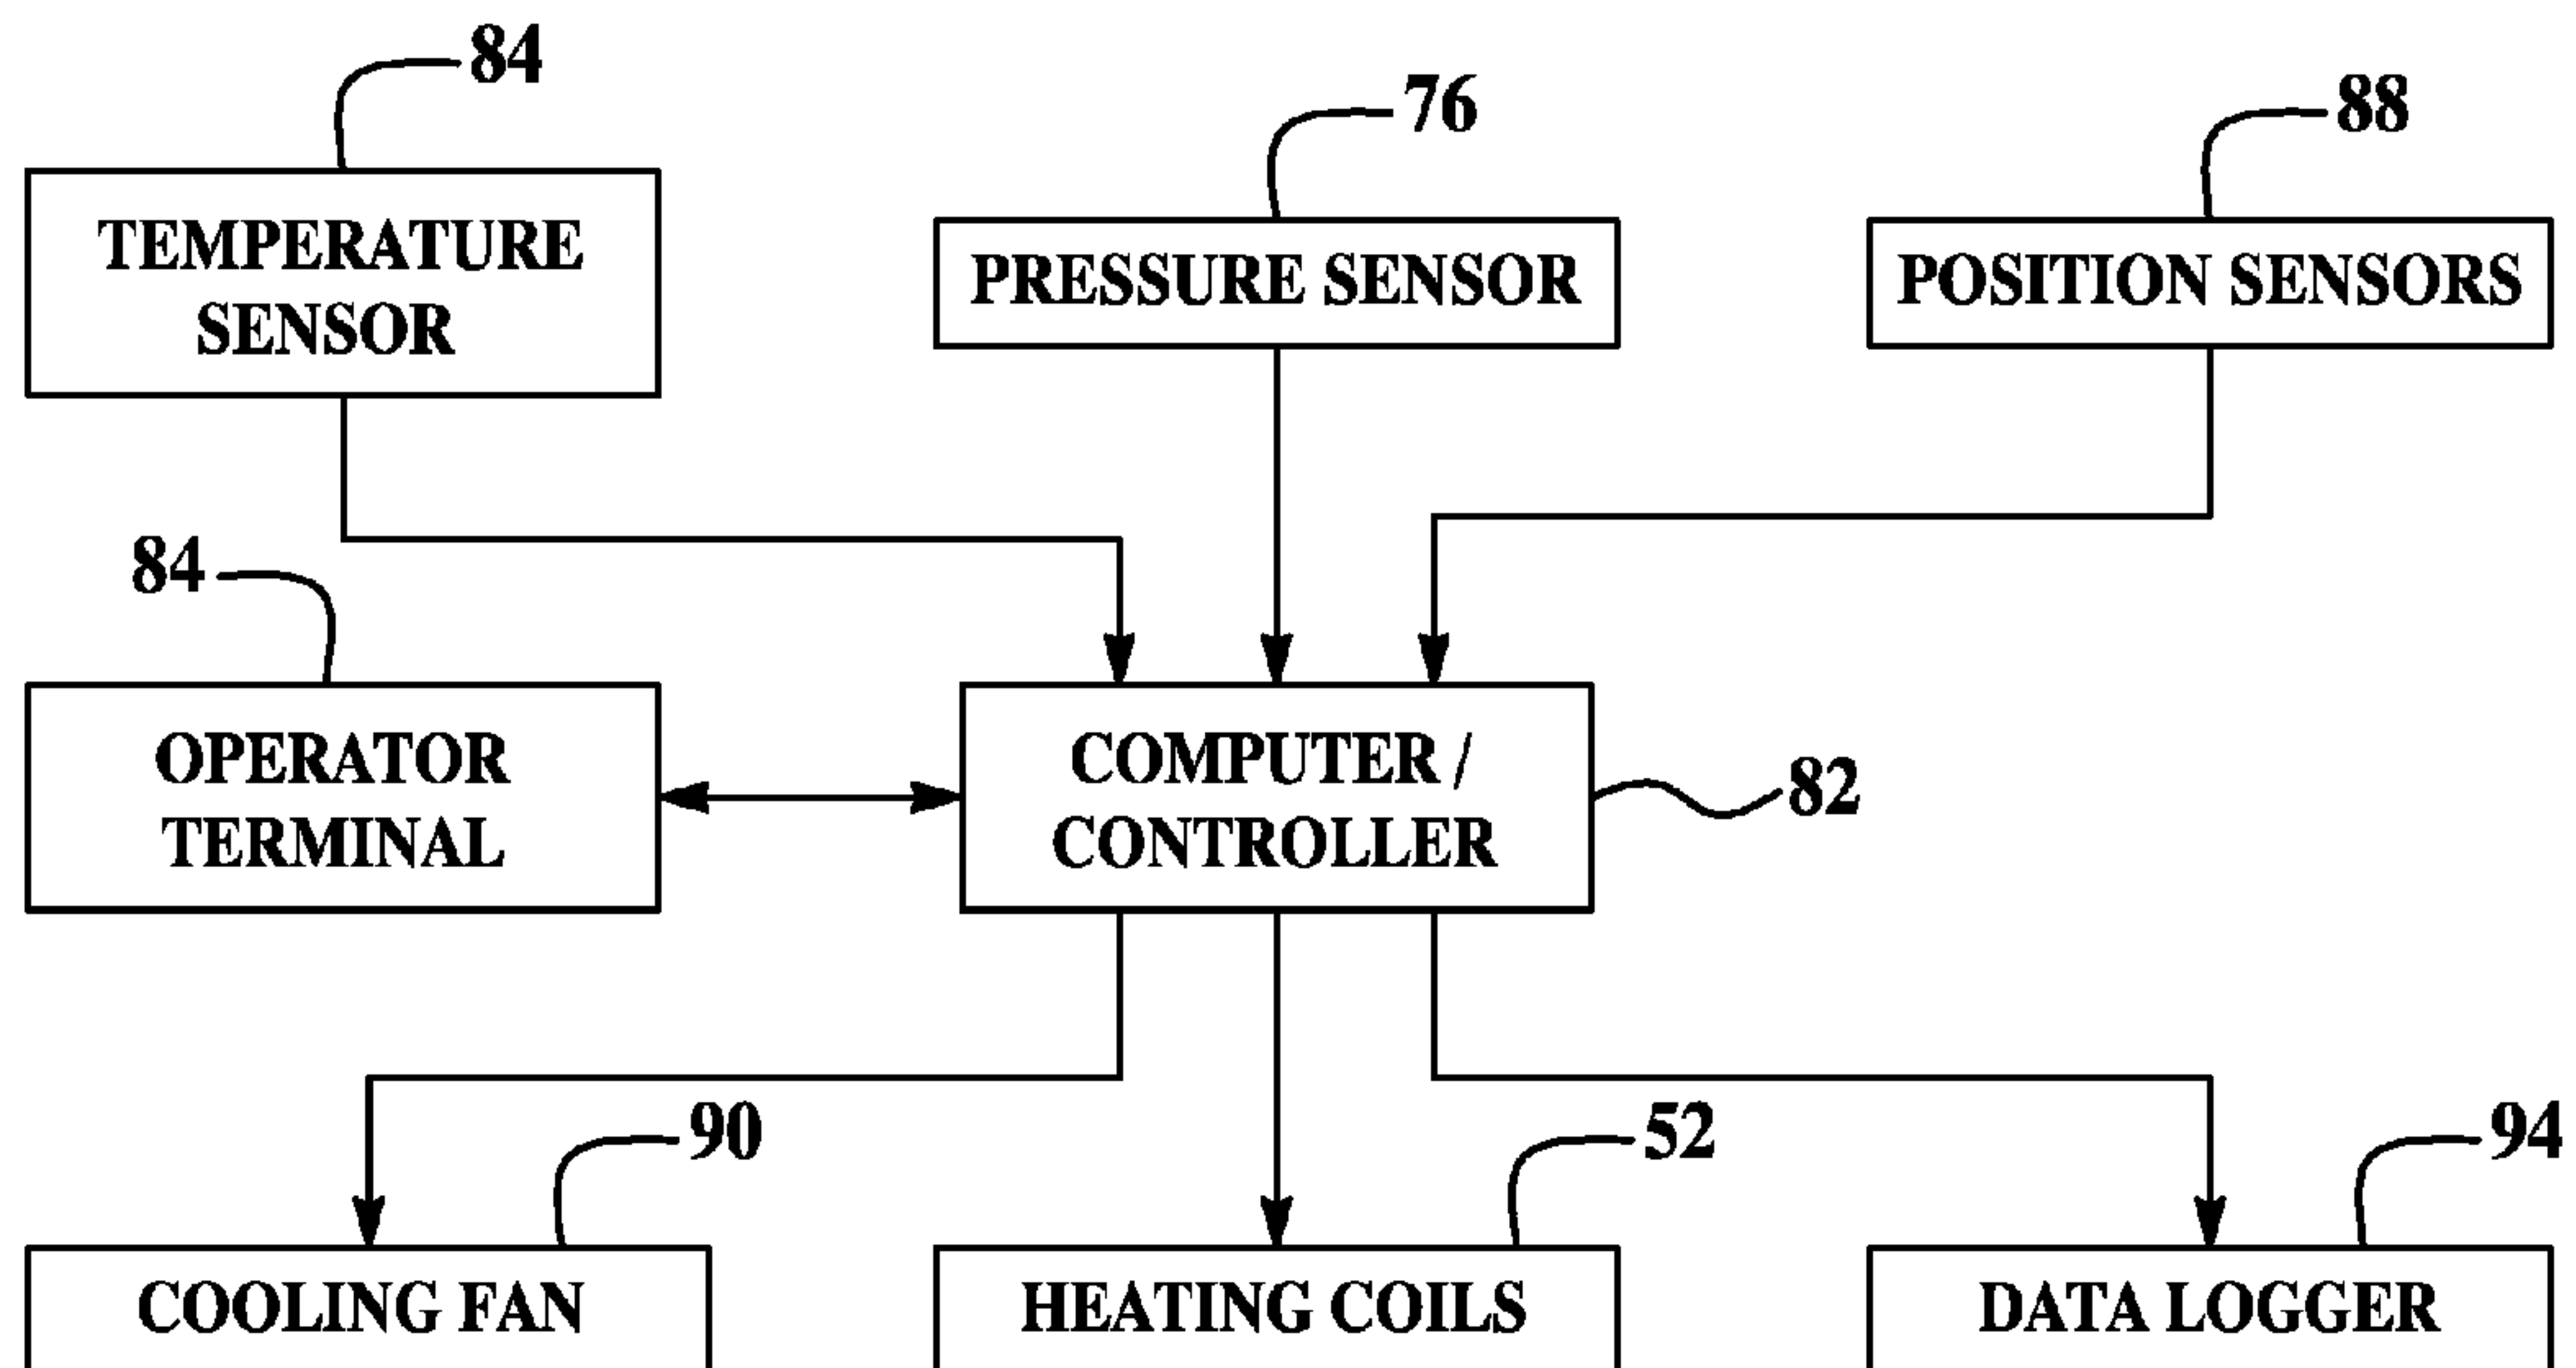 84
76
88
TEMPERATURE
SENSOR
PRESSURE SENSOR
POSITION SENSORS
84
OPERATOR
TERMINAL
COMPUTER /
CONTROLLER
82
90
52
94
COOLING FAN
HEATING COILS
DATA LOGGER